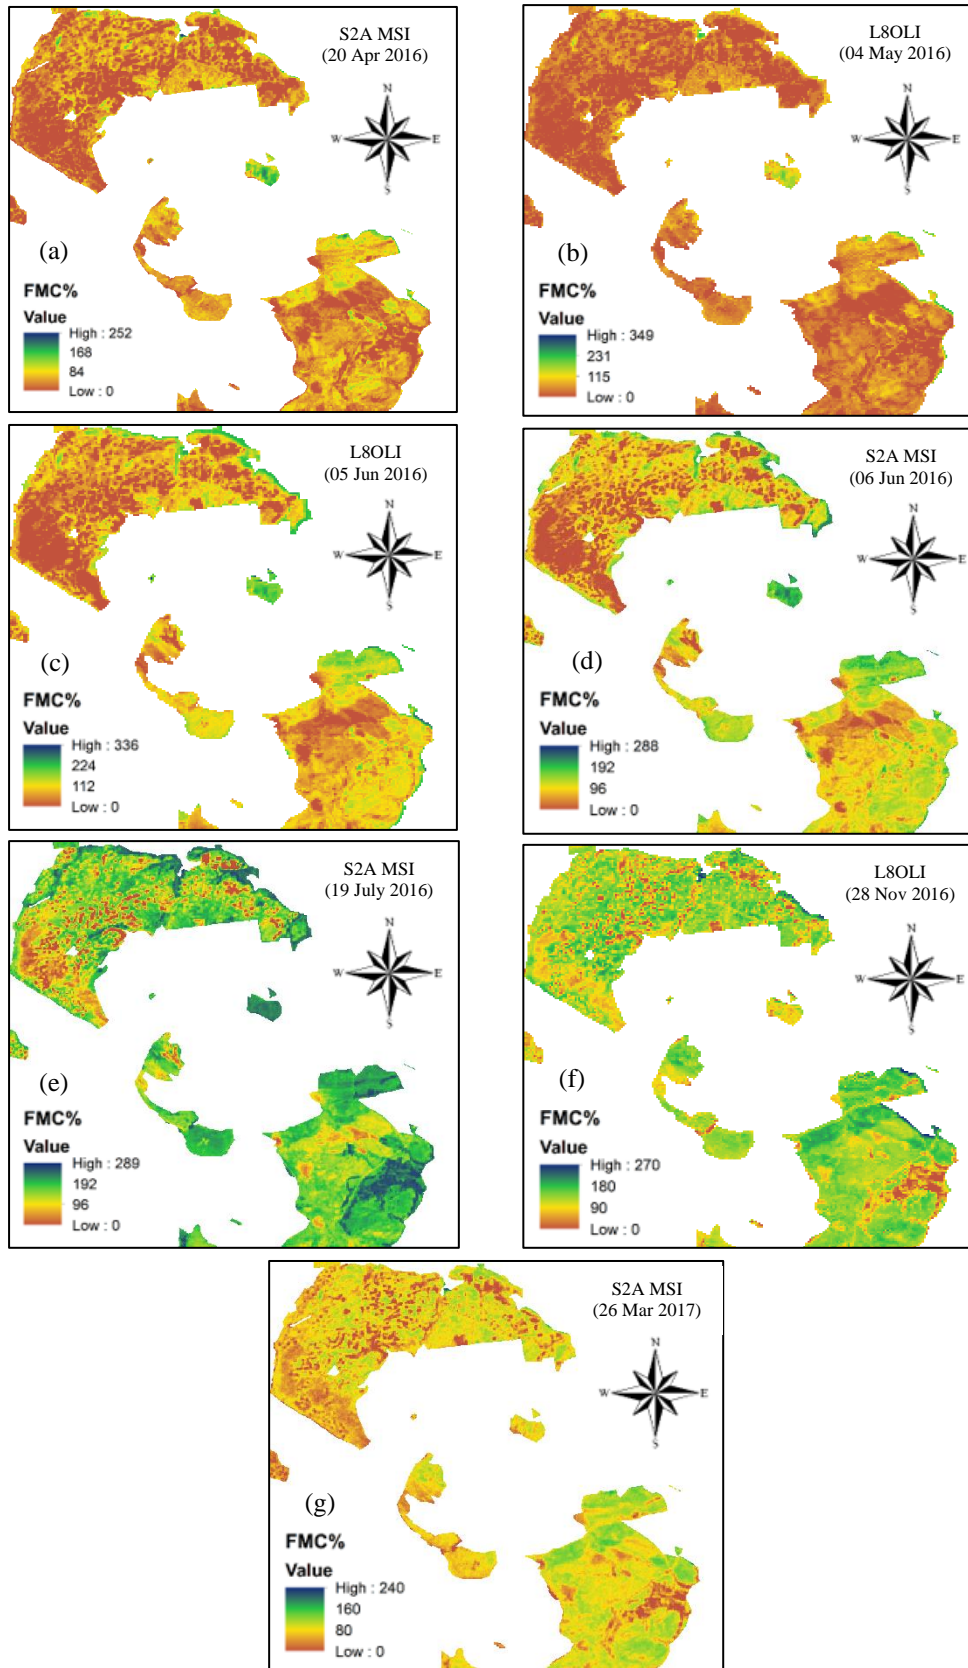 S2A MSI
(20 Apr 2016)
N
W
E
S
(a)
FMC%
Value
High : 252
168
84
Low : 0
L8OLI
(04 May 2016)
N
W
E
S
(b)
FMC%
Value
High : 349
231
115
Low : 0
L8OLI
(05 Jun 2016)
N
W
E
S
(c)
FMC%
Value
High : 336
224
112
Low : 0
S2A MSI
(06 Jun 2016)
N
W
E
S
(d)
FMC%
Value
High : 288
192
96
Low : 0
S2A MSI
(19 July 2016)
N
W
E
S
(e)
FMC%
Value
High : 289
192
96
Low : 0
L8OLI
(28 Nov 2016)
N
W
E
S
(f)
FMC%
Value
High : 270
180
90
Low : 0
S2A MSI
(26 Mar 2017)
N
W
E
S
(g)
FMC%
Value
High : 240
160
80
Low : 0